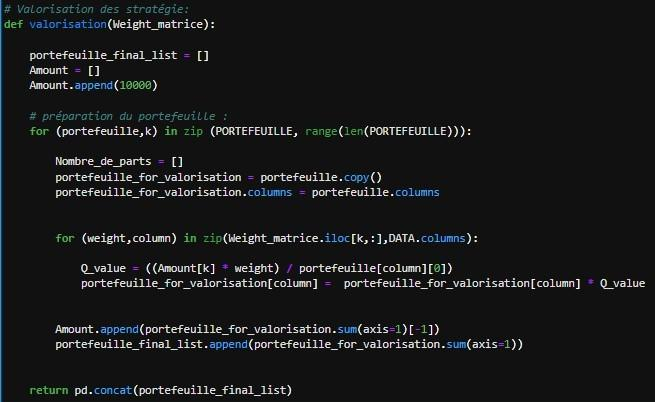 # Valorisation des stratégie:
def valorisation(Weight_matrice):
portefeuille_final_list = []
Amount = []
Amount.append(10000)
# préparation du portefeuille :
for (portefeuille,k) in zip (PORTEFEUILLE, range(len(PORTEFEUILLE))):
Nombre_de_parts = []
portefeuille_for_valorisation = portefeuille.copy()
portefeuille_for_valorisation.columns = portefeuille.columns
for (weight,column) in zip(Weight_matrice.iloc[k,:],DATA.columns):
Q_value = ((Amount[k] * weight) / portefeuille[column][0])
portefeuille_for_valorisation[column] =  portefeuille_for_valorisation[column] * Q_value
Amount.append(portefeuille_for_valorisation.sum(axis=1)[-1])
portefeuille_final_list.append(portefeuille_for_valorisation.sum(axis=1))
return pd.concat(portefeuille_final_list)